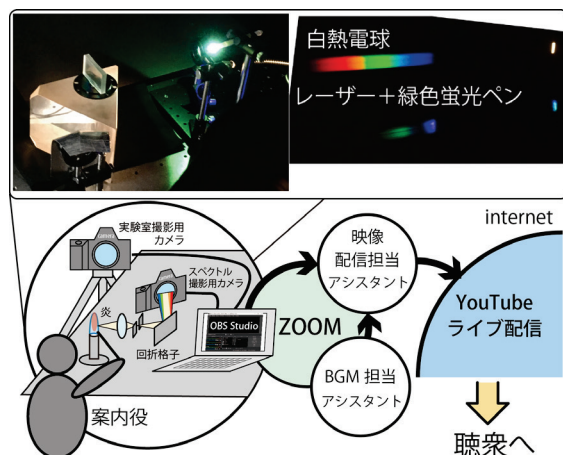 白熱電球
レーザー＋緑色蛍光ペン
実験室撮影用
カメラ
スペクトル
撮影用カメラ
炎
回折格子
OBS Studio
案内役
ZOOM
映像
配信担当
アシスタント
BGM 担当
アシスタント
internet
YouTube
ライブ配信
聴衆へ